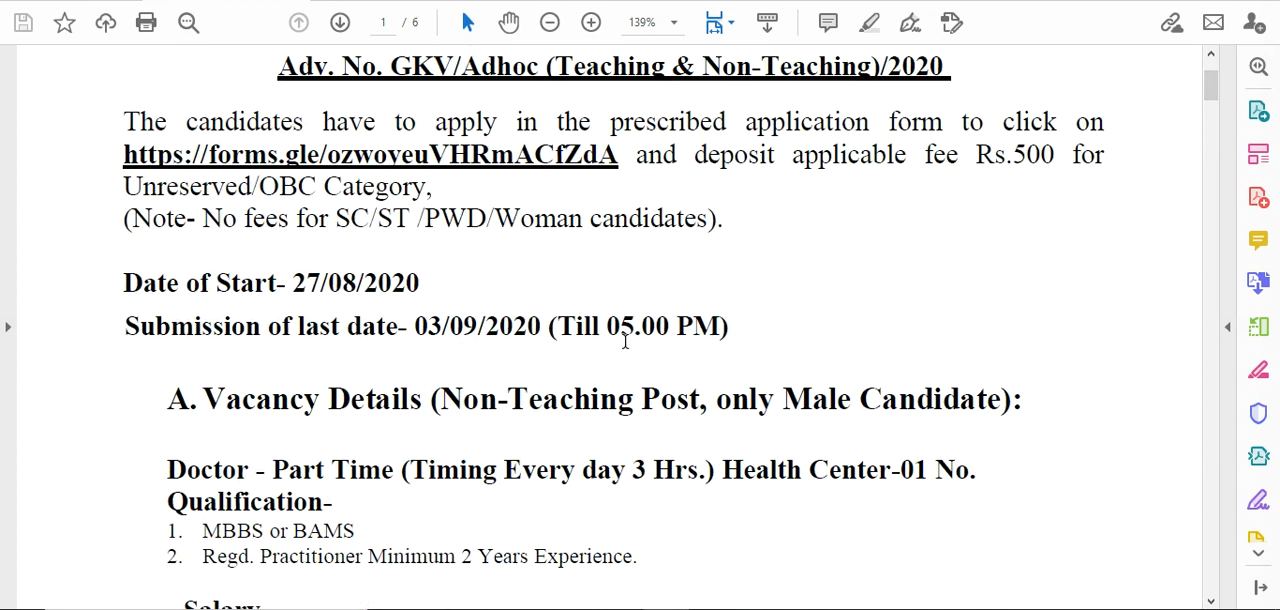 1 / 6
139%
Adv. No. GKV/Adhoc (Teaching & Non-Teaching)/2020
The candidates have to apply in the prescribed application form to click on
https://forms.gle/ozwoveuVHRmACfZdA and deposit applicable fee Rs.500 for
Unreserved/OBC Category,
(Note- No fees for SC/ST /PWD/Woman candidates).
Date of Start- 27/08/2020
Submission of last date- 03/09/2020 (Till 05.00 PM)
A. Vacancy Details (Non-Teaching Post, only Male Candidate):
Doctor - Part Time (Timing Every day 3 Hrs.) Health Center-01 No.
Qualification-
1. MBBS or BAMS
2. Regd. Practitioner Minimum 2 Years Experience.
Salary